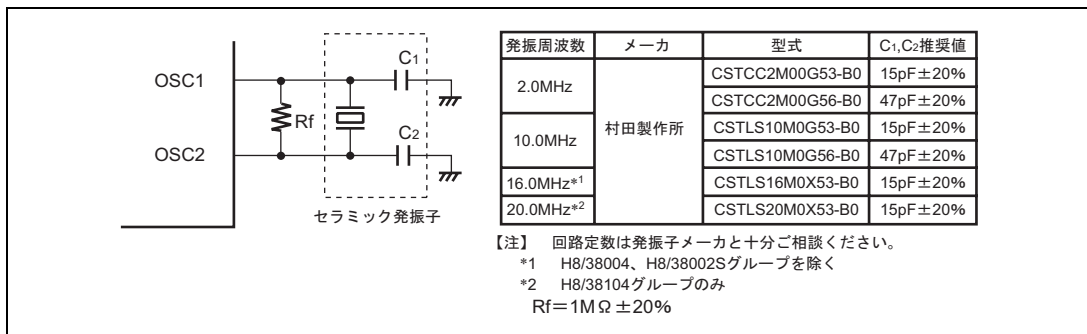 OSC1
OSC2
Rf
C1
C2
セラミック発振子
発振周波数 メーカ 型式 C1,C2推奨値
2.0MHz 村田製作所 CSTCC2M00G53-B0 15pF±20%
CSTCC2M00G56-B0 47pF±20%
10.0MHz CSTLS10M0G53-B0 15pF±20%
CSTLS10M0G56-B0 47pF±20%
16.0MHz*1 CSTLS16M0X53-B0 15pF±20%
20.0MHz*2 CSTLS20M0X53-B0 15pF±20%
【注】 回路定数は発振子メーカと十分ご相談ください。
*1 H8/38004、H8/38002Sグループを除く
*2 H8/38104グループのみ
Rf=1MΩ±20%